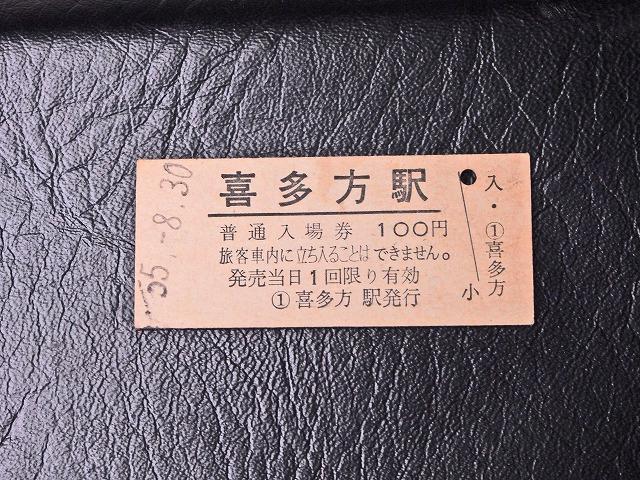 55.-8.30
喜多方駅
普通入場券 100円
旅客車内に立ち入ることはできません。
発売当日1回限り有効
①喜多方 駅発行
小
入・①喜多方